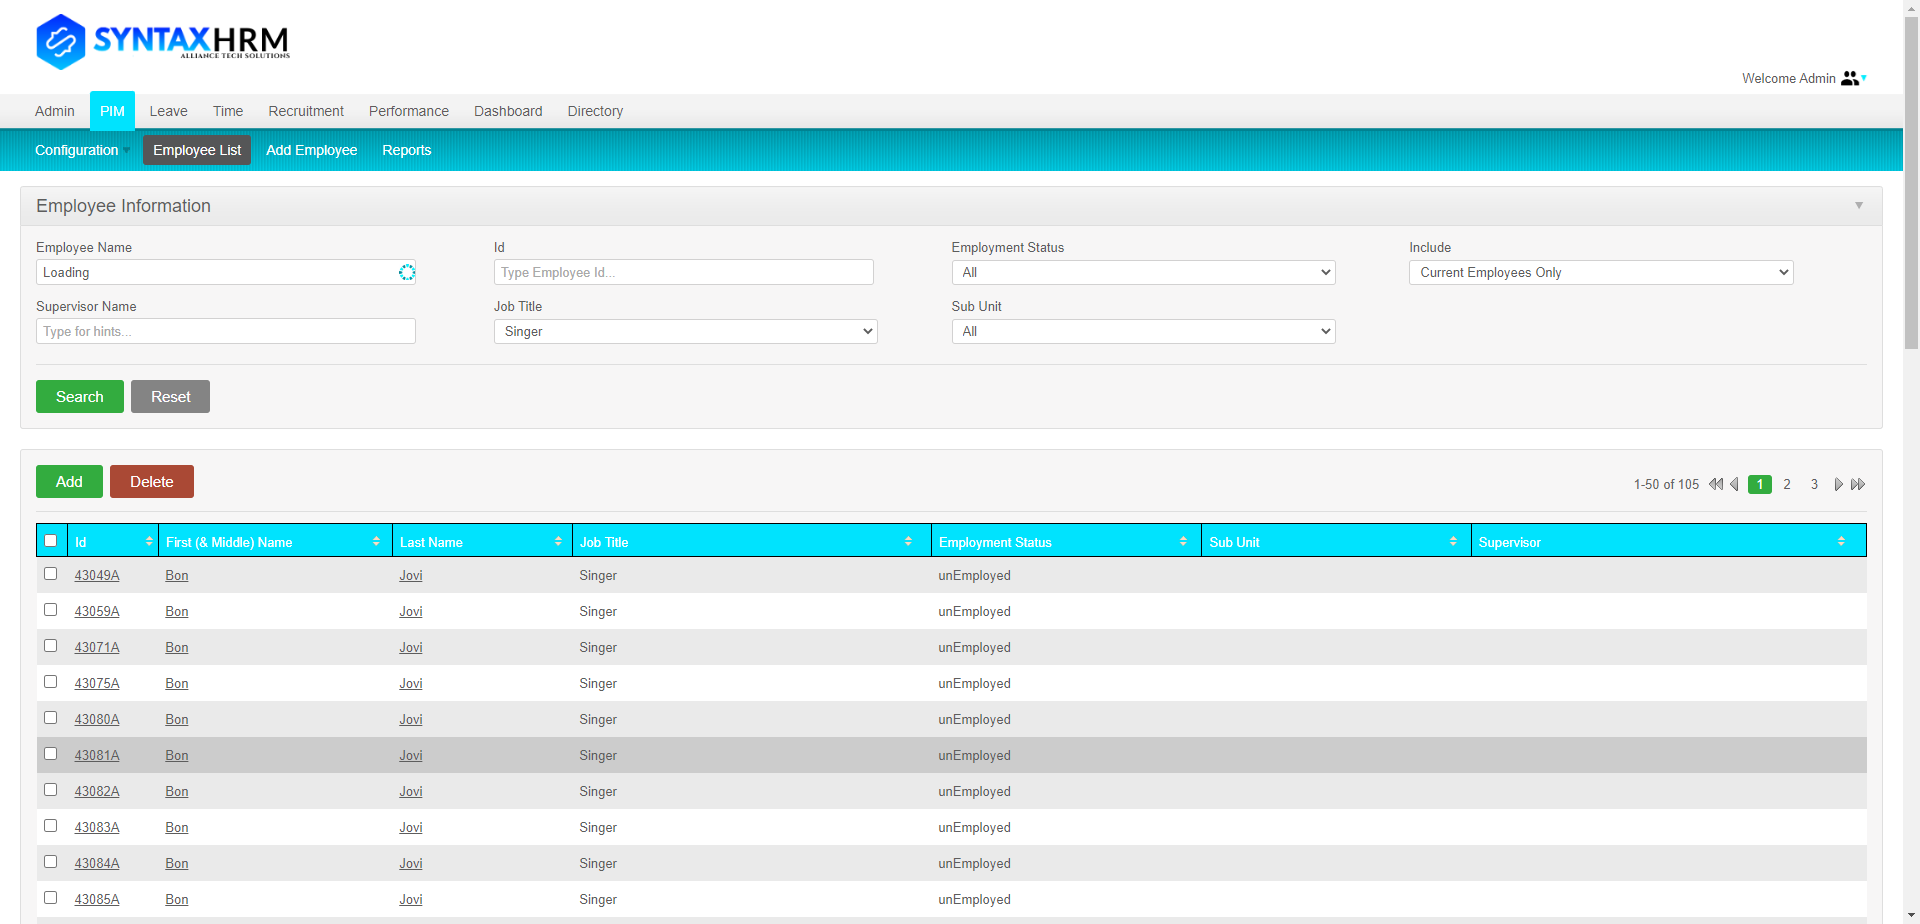 SYNTAXHRM
ALLIANCE TECH SOLUTIONS
Welcome Admin
Admin PIM Leave Time Recruitment Performance Dashboard Directory
Configuration Employee List Add Employee Reports
Employee Information
Employee Name Id Employment Status Include
Loading Type Employee Id... All Current Employees Only
Supervisor Name Job Title Sub Unit
Type for hints... Singer All
Search Reset
Add Delete 1-50 of 105 1 2 3
Id First (& Middle) Name Last Name Job Title Employment Status Sub Unit Supervisor
43049A Bon Jovi Singer unEmployed
43059A Bon Jovi Singer unEmployed
43071A Bon Jovi Singer unEmployed
43075A Bon Jovi Singer unEmployed
43080A Bon Jovi Singer unEmployed
43081A Bon Jovi Singer unEmployed
43082A Bon Jovi Singer unEmployed
43083A Bon Jovi Singer unEmployed
43084A Bon Jovi Singer unEmployed
43085A Bon Jovi Singer unEmployed